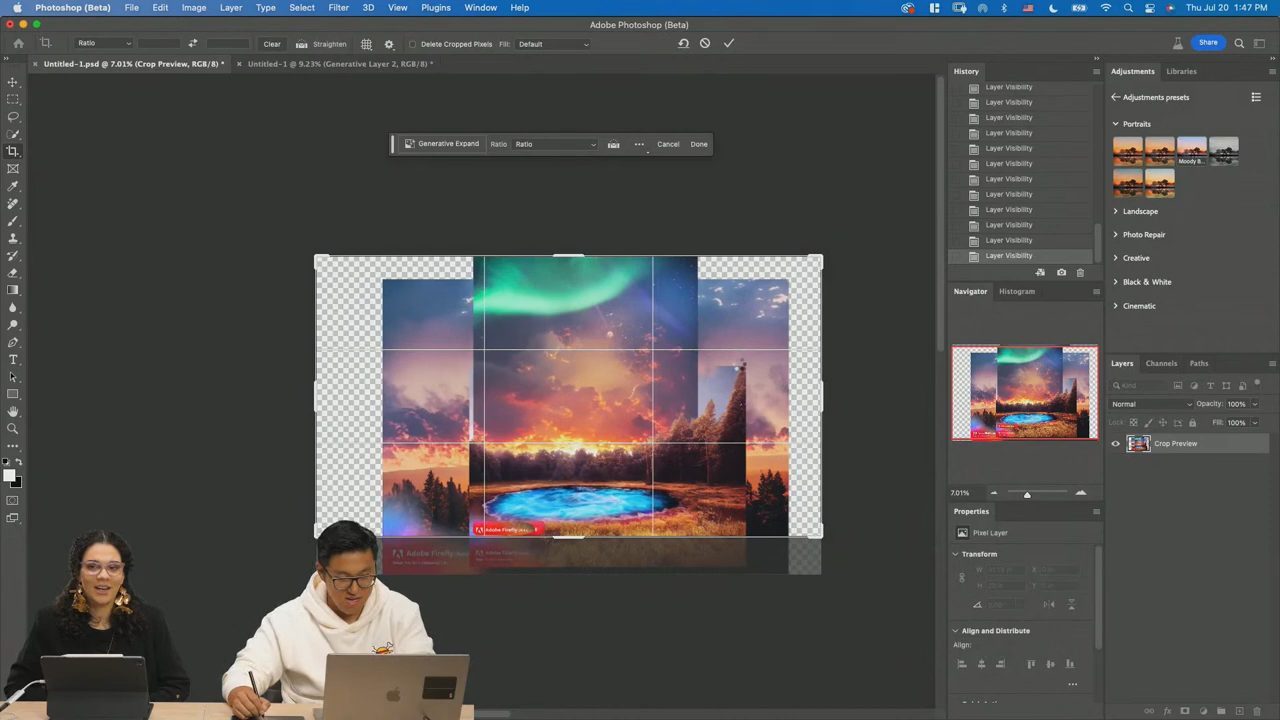 Photoshop (Beta) File Edit Image Layer Type Select Filter 3D View Plugins Window Help
Thu Jul 20 1:47 PM
Adobe Photoshop (Beta)
Ratio Clear Straighten Delete Cropped Pixels Fill: Default Share
Untitled-1.psd @ 7.01% (Crop Preview, RGB/8) *
Untitled-1 @ 9.23% (Generative Layer 2, RGB/8) *
Generative Expand Ratio Ratio Cancel Done
History
Layer Visibility
Layer Visibility
Layer Visibility
Layer Visibility
Layer Visibility
Layer Visibility
Layer Visibility
Layer Visibility
Layer Visibility
Layer Visibility
Layer Visibility
Layer Visibility
Navigator Histogram
7.01%
Properties
Pixel Layer
Transform
W
X
H
Y
Align and Distribute
Align:
Adjustments Libraries
Adjustments presets
Portraits
Moody B...
Landscape
Photo Repair
Creative
Black & White
Cinematic
Layers Channels Paths
Kind
Normal Opacity: 100%
Lock: Fill: 100%
Crop Preview
Adobe Firefly
Adobe Firefly
Adobe Firefly